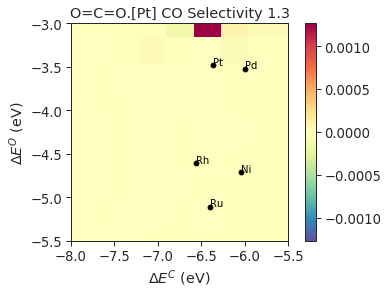 O=C=O.[Pt] CO Selectivity 1.3
−3.0
−3.5
−4.0
−4.5
−5.0
−5.5
ΔE^O (eV)
Pt
Pd
Rh
Ni
Ru
−8.0 −7.5 −7.0 −6.5 −6.0 −5.5
ΔE^C (eV)
0.0010
0.0005
0.0000
−0.0005
−0.0010